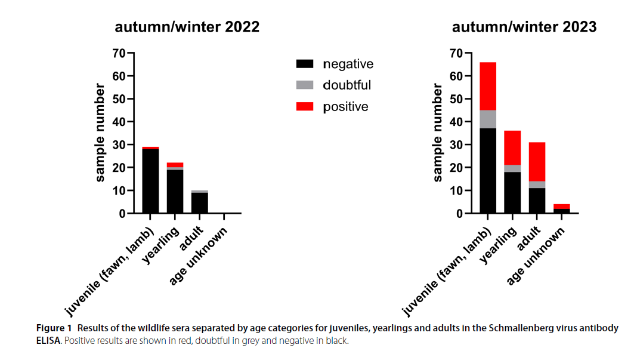 autumn/winter 2022
autumn/winter 2023
70
60
50
40
30
20
10
0
sample number
juvenile (fawn, lamb)
yearling
adult
age unknown
negative
doubtful
positive
70
60
50
40
30
20
10
0
sample number
juvenile (fawn, lamb)
yearling
adult
age unknown
Figure 1 Results of the wildlife sera separated by age categories for juveniles, yearlings and adults in the Schmallenberg virus antibody
ELISA. Positive results are shown in red, doubtful in grey and negative in black.